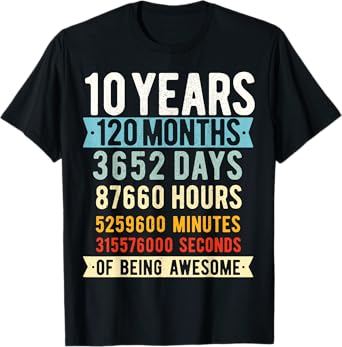 10 YEARS
·120 MONTHS·
3652 DAYS
87660 HOURS
5259600 MINUTES
315576000 SECONDS
·OF BEING AWESOME·